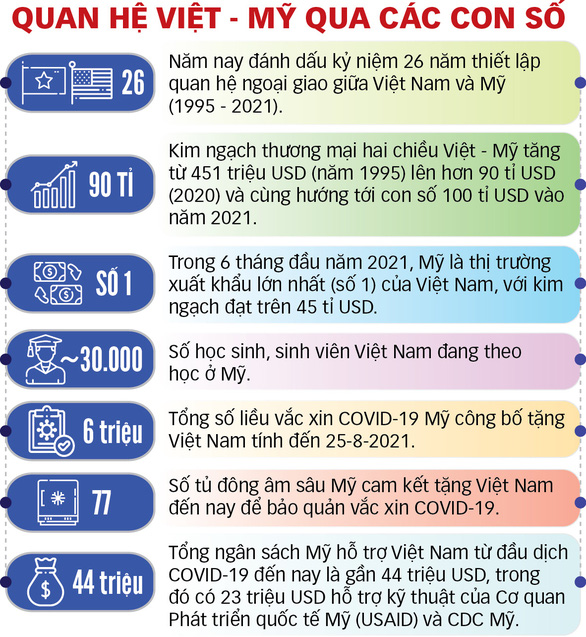 QUAN HỆ VIỆT - MỸ QUA CÁC CON SỐ
26
Năm nay đánh dấu kỷ niệm 26 năm thiết lập
quan hệ ngoại giao giữa Việt Nam và Mỹ
(1995 - 2021).
90 TỈ
Kim ngạch thương mại hai chiều Việt - Mỹ tăng
từ 451 triệu USD (năm 1995) lên hơn 90 tỉ USD
(2020) và cùng hướng tới con số 100 tỉ USD vào
năm 2021.
SỐ 1
Trong 6 tháng đầu năm 2021, Mỹ là thị trường
xuất khẩu lớn nhất (số 1) của Việt Nam, với kim
ngạch đạt trên 45 tỉ USD.
~30.000
Số học sinh, sinh viên Việt Nam đang theo
học ở Mỹ.
6 triệu
Tổng số liều vắc xin COVID-19 Mỹ công bố tặng
Việt Nam tính đến 25-8-2021.
77
Số tủ đông âm sâu Mỹ cam kết tặng Việt Nam
đến nay để bảo quản vắc xin COVID-19.
44 triệu
Tổng ngân sách Mỹ hỗ trợ Việt Nam từ đầu dịch
COVID-19 đến nay là gần 44 triệu USD, trong
đó có 23 triệu USD hỗ trợ kỹ thuật của Cơ quan
Phát triển quốc tế Mỹ (USAID) và CDC Mỹ.